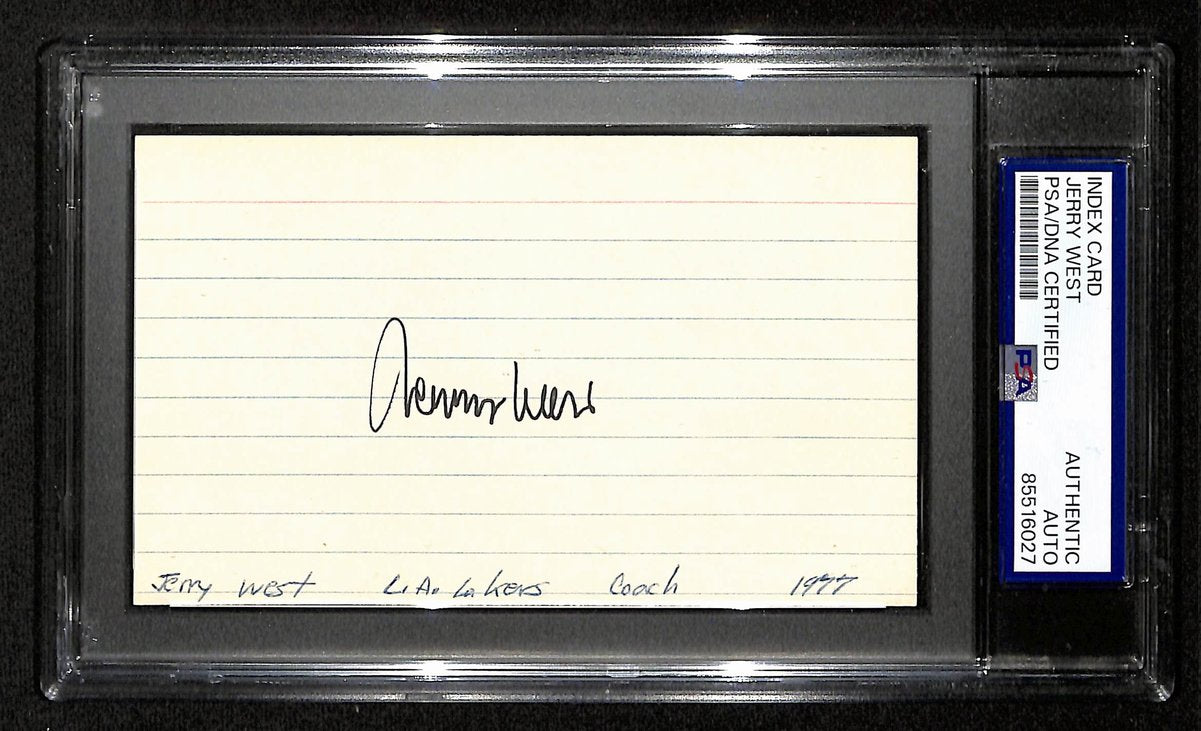 Jerry West
Jerry West L.A. Lakers Coach 1977
INDEX CARD
JERRY WEST
PSA/DNA CERTIFIED
AUTHENTIC
AUTO
85516027
PSA